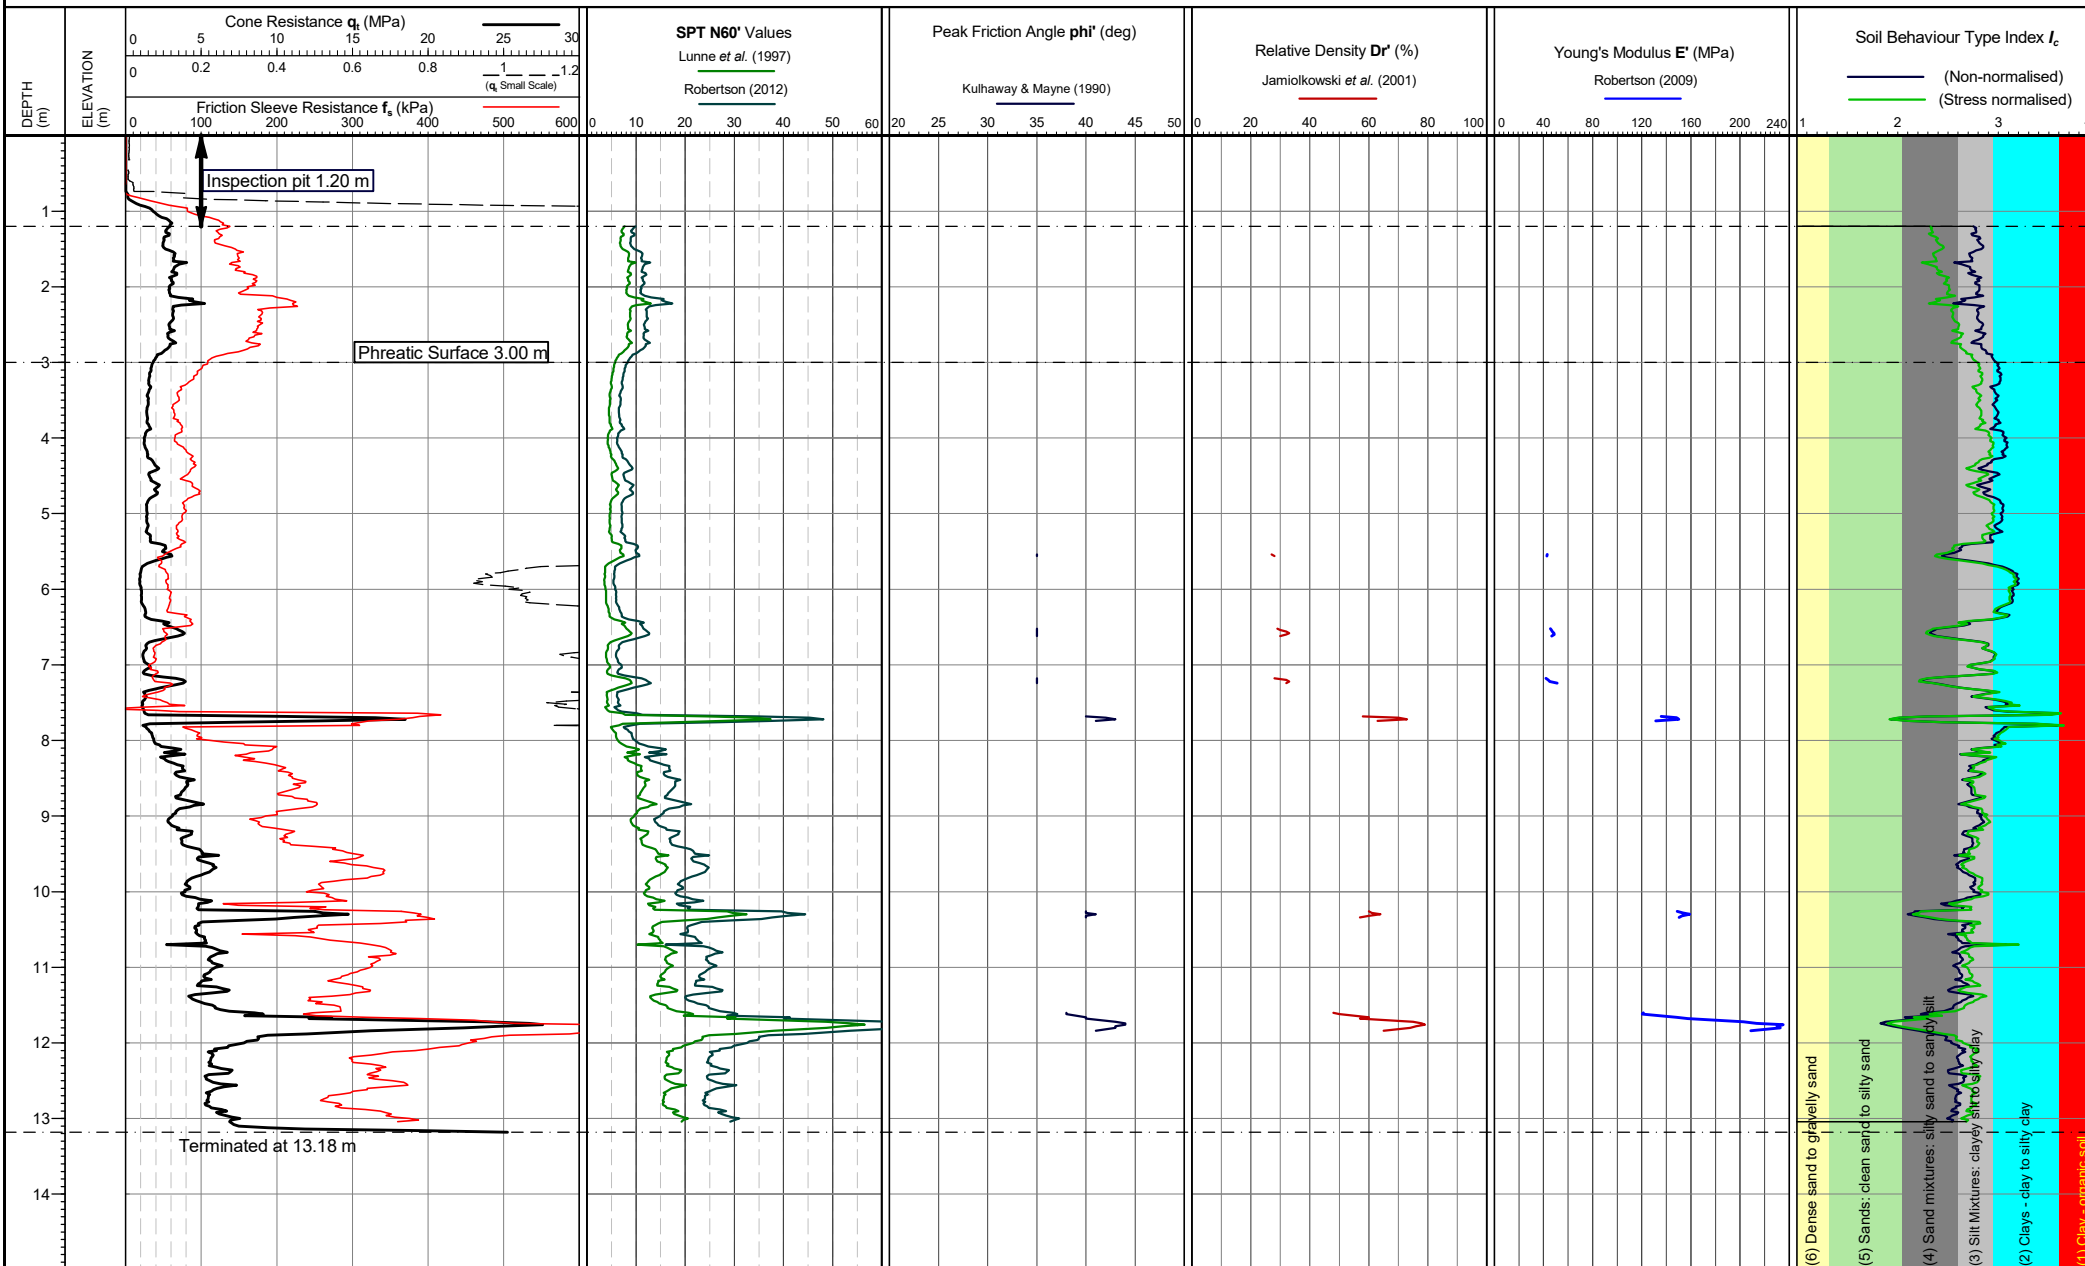 DEPTH (m)
ELEVATION (m)
Cone Resistance qt (MPa)
0 5 10 15 20 25 30
0 0.2 0.4 0.6 0.8 1 1.2
(qt Small Scale)
Friction Sleeve Resistance fs (kPa)
0 100 200 300 400 500 600
SPT N60' Values
Lunne et al. (1997)
Robertson (2012)
0 10 20 30 40 50 60
Peak Friction Angle phi' (deg)
Kulhaway & Mayne (1990)
20 25 30 35 40 45 50
Relative Density Dr' (%)
Jamiolkowski et al. (2001)
0 20 40 60 80 100
Young's Modulus E' (MPa)
Robertson (2009)
0 40 80 120 160 200 240
Soil Behaviour Type Index Ic
(Non-normalised)
(Stress normalised)
1 2 3
Inspection pit 1.20 m
1
2
Phreatic Surface 3.00 m
3
4
5
6
7
8
9
10
11
12
13
Terminated at 13.18 m
14
(6) Dense sand to gravelly sand
(5) Sands: clean sand to silty sand
(4) Sand mixtures: silty sand to sandy silt
(3) Silt Mixtures: clayey silt to silty clay
(2) Clays - clay to silty clay
(1) Clay - organic soil